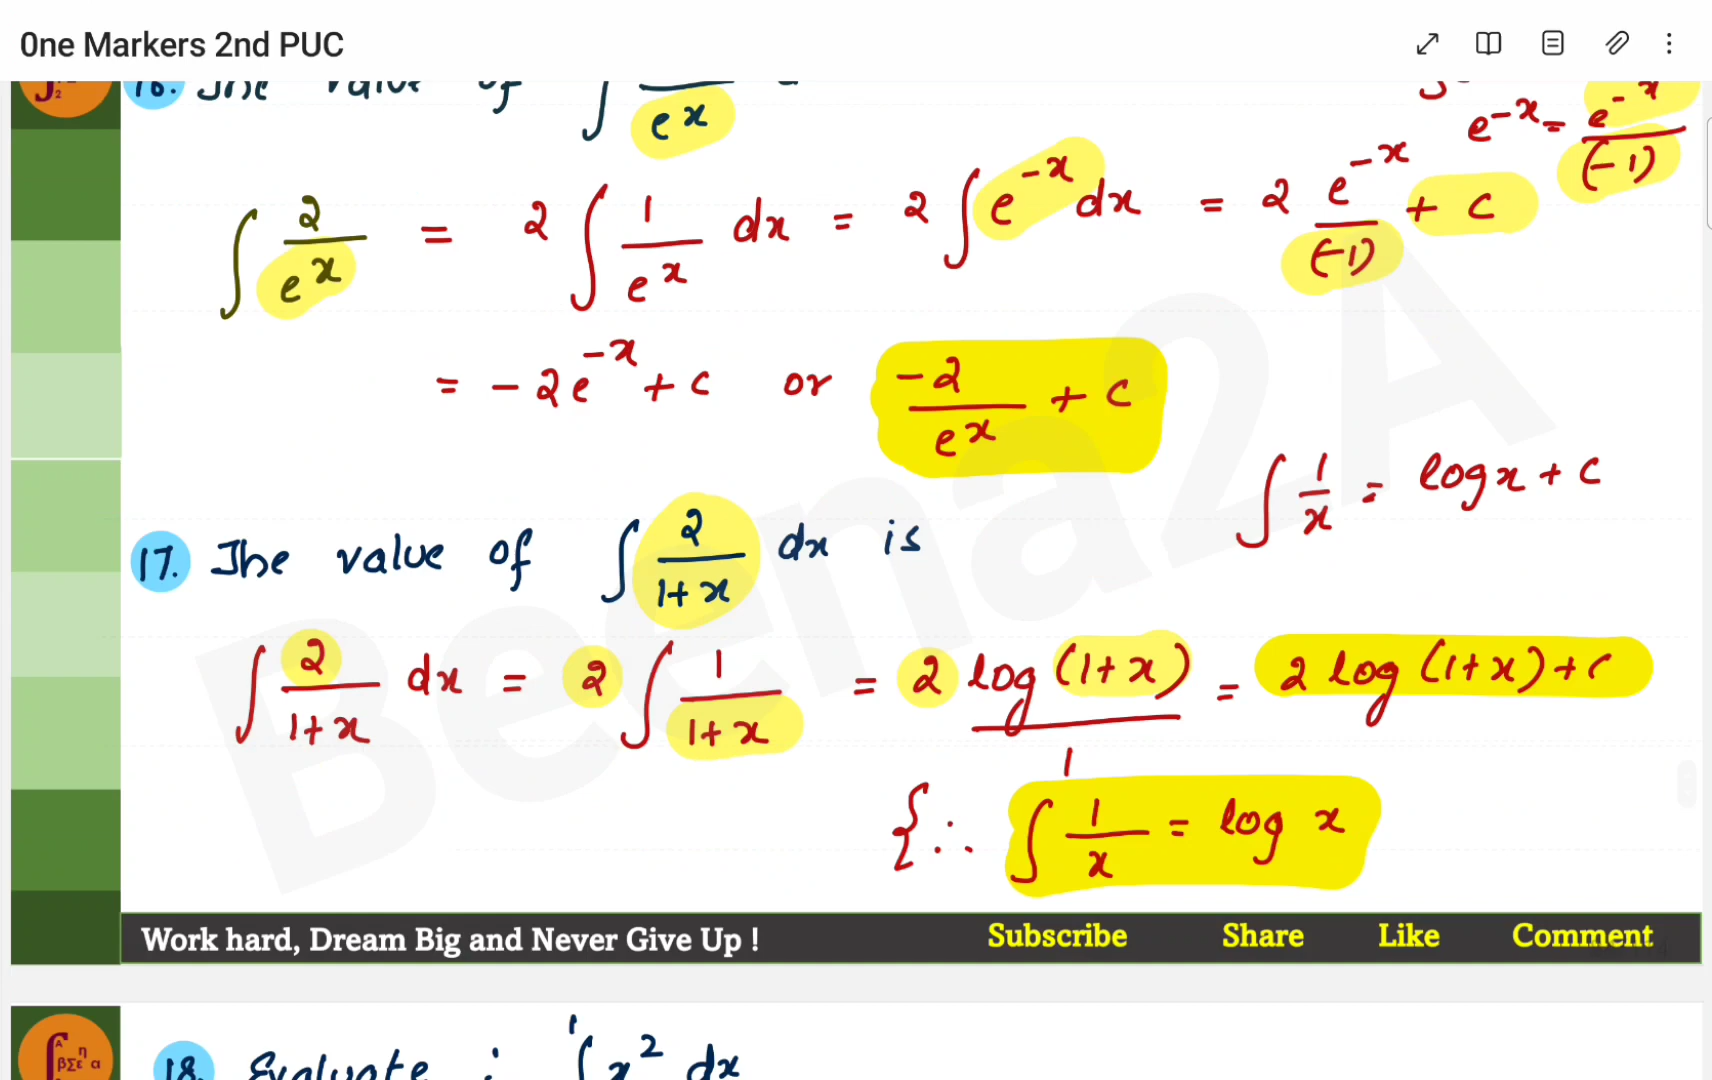 One Markers 2nd PUC
16. The value of ∫ ―/eˣ
e⁻ˣ = e⁻ˣ/(-1)
∫ 2/eˣ = 2 ∫ 1/eˣ dx = 2 ∫ e⁻ˣ dx = 2 e⁻ˣ/(-1) + c
= -2e⁻ˣ + c or -2/eˣ + c
∫ 1/x = log x + c
17. The value of ∫ 2/(1+x) dx is
∫ 2/(1+x) dx = 2 ∫ 1/(1+x) = 2 log (1+x)/1 = 2 log (1+x) + c
{∴ ∫ 1/x = log x
Beena2A
Work hard, Dream Big and Never Give Up ! Subscribe Share Like Comment
18. Evaluate : ∫¹ x² dx